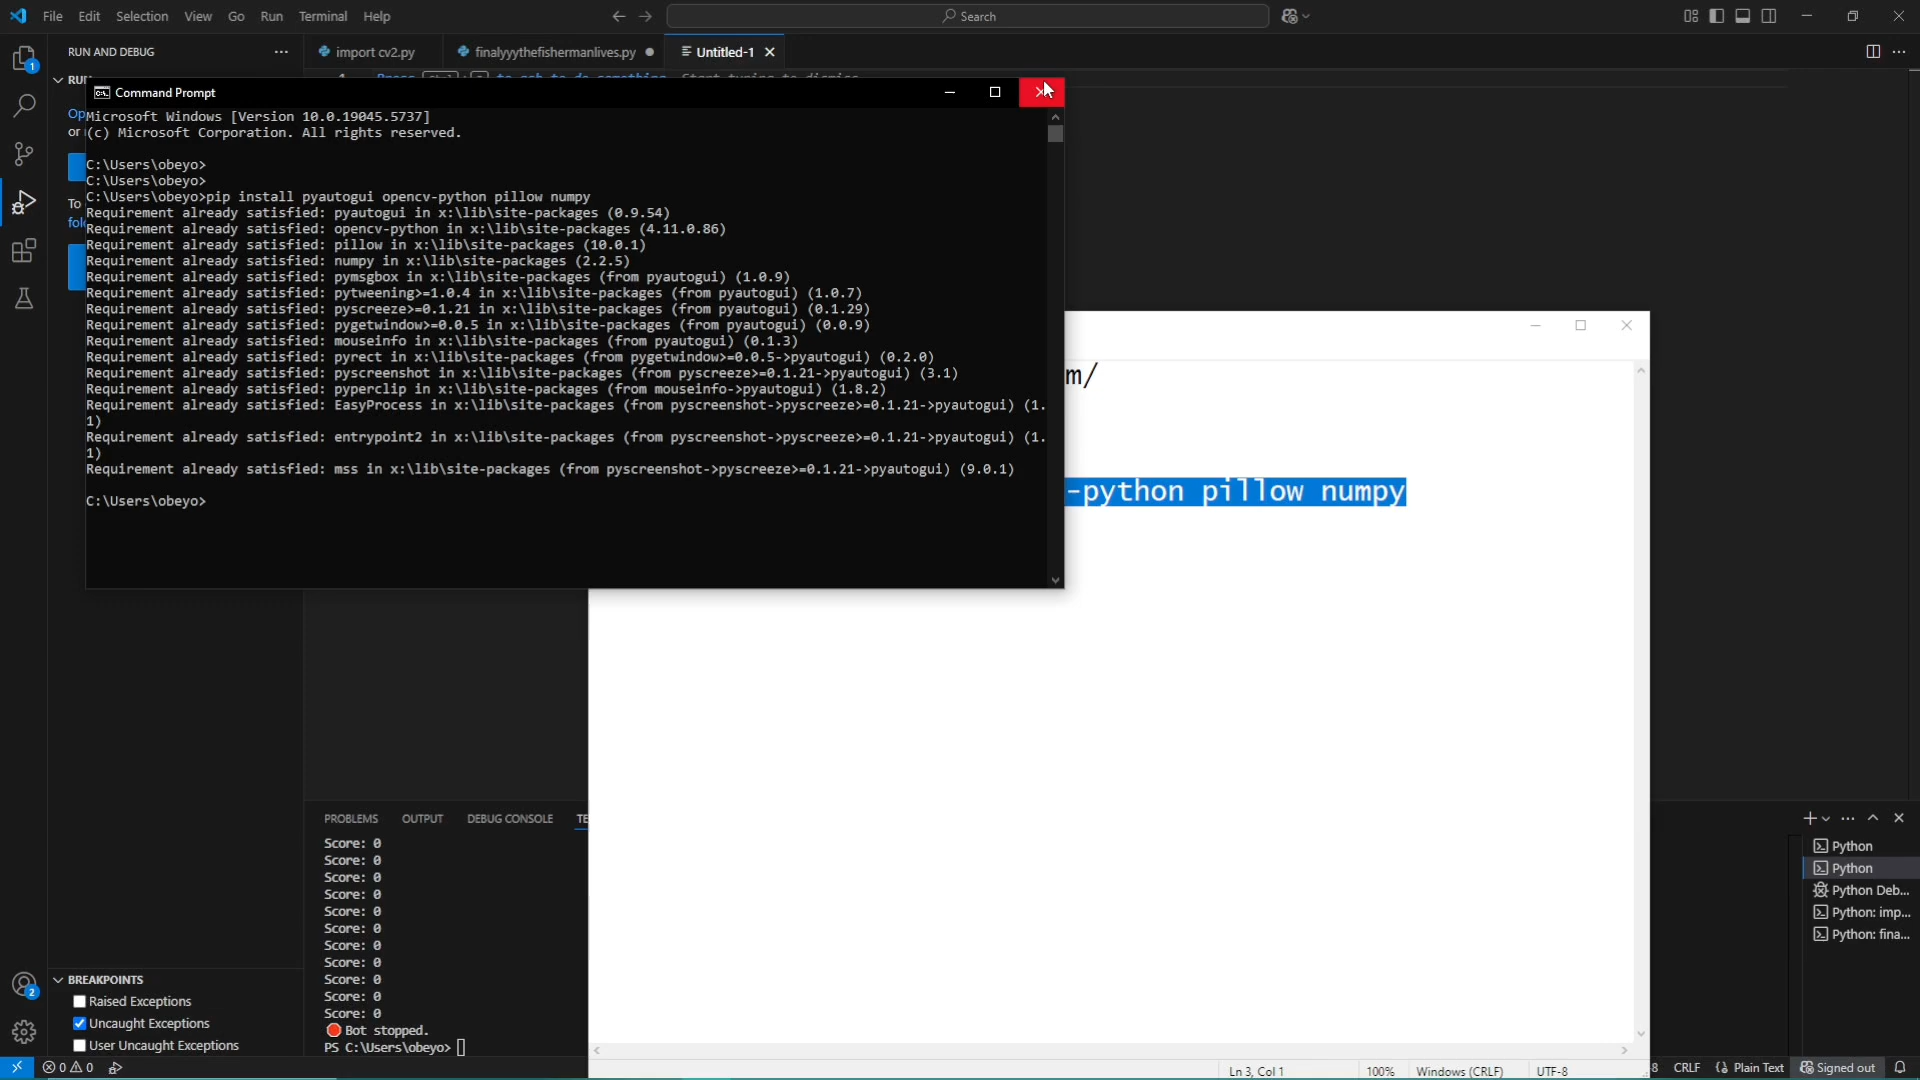 File Edit Selection View Go Run Terminal Help
Search
RUN AND DEBUG
import cv2.py
finalyyythefishermanlives.py
Untitled-1
Command Prompt
Microsoft Windows [Version 10.0.19045.5737]
(c) Microsoft Corporation. All rights reserved.
C:\Users\obeyo>
C:\Users\obeyo>
C:\Users\obeyo>pip install pyautogui opencv-python pillow numpy
Requirement already satisfied: pyautogui in x:\lib\site-packages (0.9.54)
Requirement already satisfied: opencv-python in x:\lib\site-packages (4.11.0.86)
Requirement already satisfied: pillow in x:\lib\site-packages (10.0.1)
Requirement already satisfied: numpy in x:\lib\site-packages (2.2.5)
Requirement already satisfied: pymsgbox in x:\lib\site-packages (from pyautogui) (1.0.9)
Requirement already satisfied: pytweening>=1.0.4 in x:\lib\site-packages (from pyautogui) (1.0.7)
Requirement already satisfied: pyscreeze>=0.1.21 in x:\lib\site-packages (from pyautogui) (0.1.29)
Requirement already satisfied: pygetwindow>=0.0.5 in x:\lib\site-packages (from pyautogui) (0.0.9)
Requirement already satisfied: mouseinfo in x:\lib\site-packages (from pyautogui) (0.1.3)
Requirement already satisfied: pyrect in x:\lib\site-packages (from pygetwindow>=0.0.5->pyautogui) (0.2.0)
Requirement already satisfied: pyscreenshot in x:\lib\site-packages (from pyscreeze>=0.1.21->pyautogui) (3.1)
Requirement already satisfied: pyperclip in x:\lib\site-packages (from mouseinfo->pyautogui) (1.8.2)
Requirement already satisfied: EasyProcess in x:\lib\site-packages (from pyscreenshot->pyscreeze>=0.1.21->pyautogui) (1.
1)
Requirement already satisfied: entrypoint2 in x:\lib\site-packages (from pyscreenshot->pyscreeze>=0.1.21->pyautogui) (1.
1)
Requirement already satisfied: mss in x:\lib\site-packages (from pyscreenshot->pyscreeze>=0.1.21->pyautogui) (9.0.1)
C:\Users\obeyo>
m/
-python pillow numpy
Ln 3, Col 1 100% Windows (CRLF) UTF-8
PROBLEMS OUTPUT DEBUG CONSOLE TE
Score: 0
Score: 0
Score: 0
Score: 0
Score: 0
Score: 0
Score: 0
Score: 0
Score: 0
Score: 0
Score: 0
Bot stopped.
PS C:\Users\obeyo>
Python
Python
Python Deb...
Python: imp...
Python: fina...
BREAKPOINTS
Raised Exceptions
Uncaught Exceptions
User Uncaught Exceptions
0 0
8 CRLF {} Plain Text Signed out